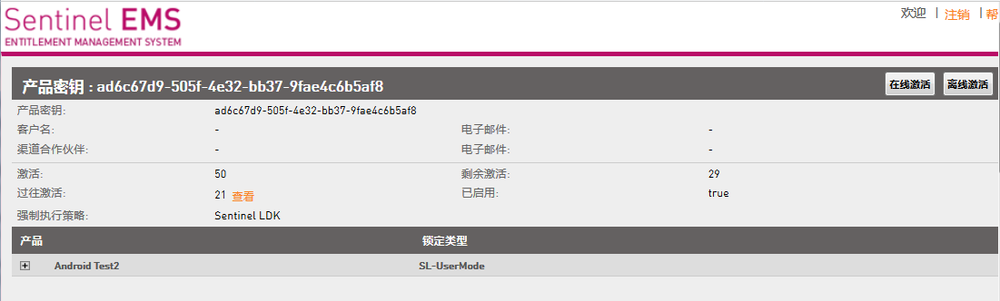 Sentinel EMS
ENTITLEMENT MANAGEMENT SYSTEM
欢迎 | 注销 | 帮
产品密钥 : ad6c67d9-505f-4e32-bb37-9fae4c6b5af8 在线激活 离线激活
产品密钥: ad6c67d9-505f-4e32-bb37-9fae4c6b5af8
客户名: - 电子邮件: -
渠道合作伙伴: - 电子邮件: -
激活: 50 剩余激活: 29
过往激活: 21 查看 已启用: true
强制执行策略: Sentinel LDK
产品 锁定类型
Android Test2 SL-UserMode